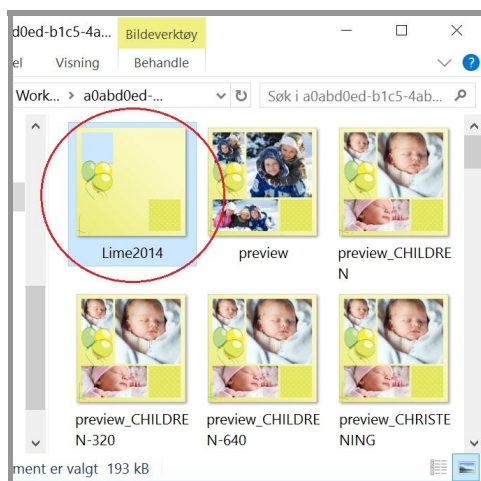 d0ed-b1c5-4a... Bildeverktøy
el Visning Behandle ?
Work... > a0abd0ed-... Søk i a0abd0ed-b1c5-4ab...
Lime2014
preview
preview_CHILDRE
N
preview_CHILDRE
N-320
preview_CHILDRE
N-640
preview_CHRISTE
NING
ment er valgt 193 kB